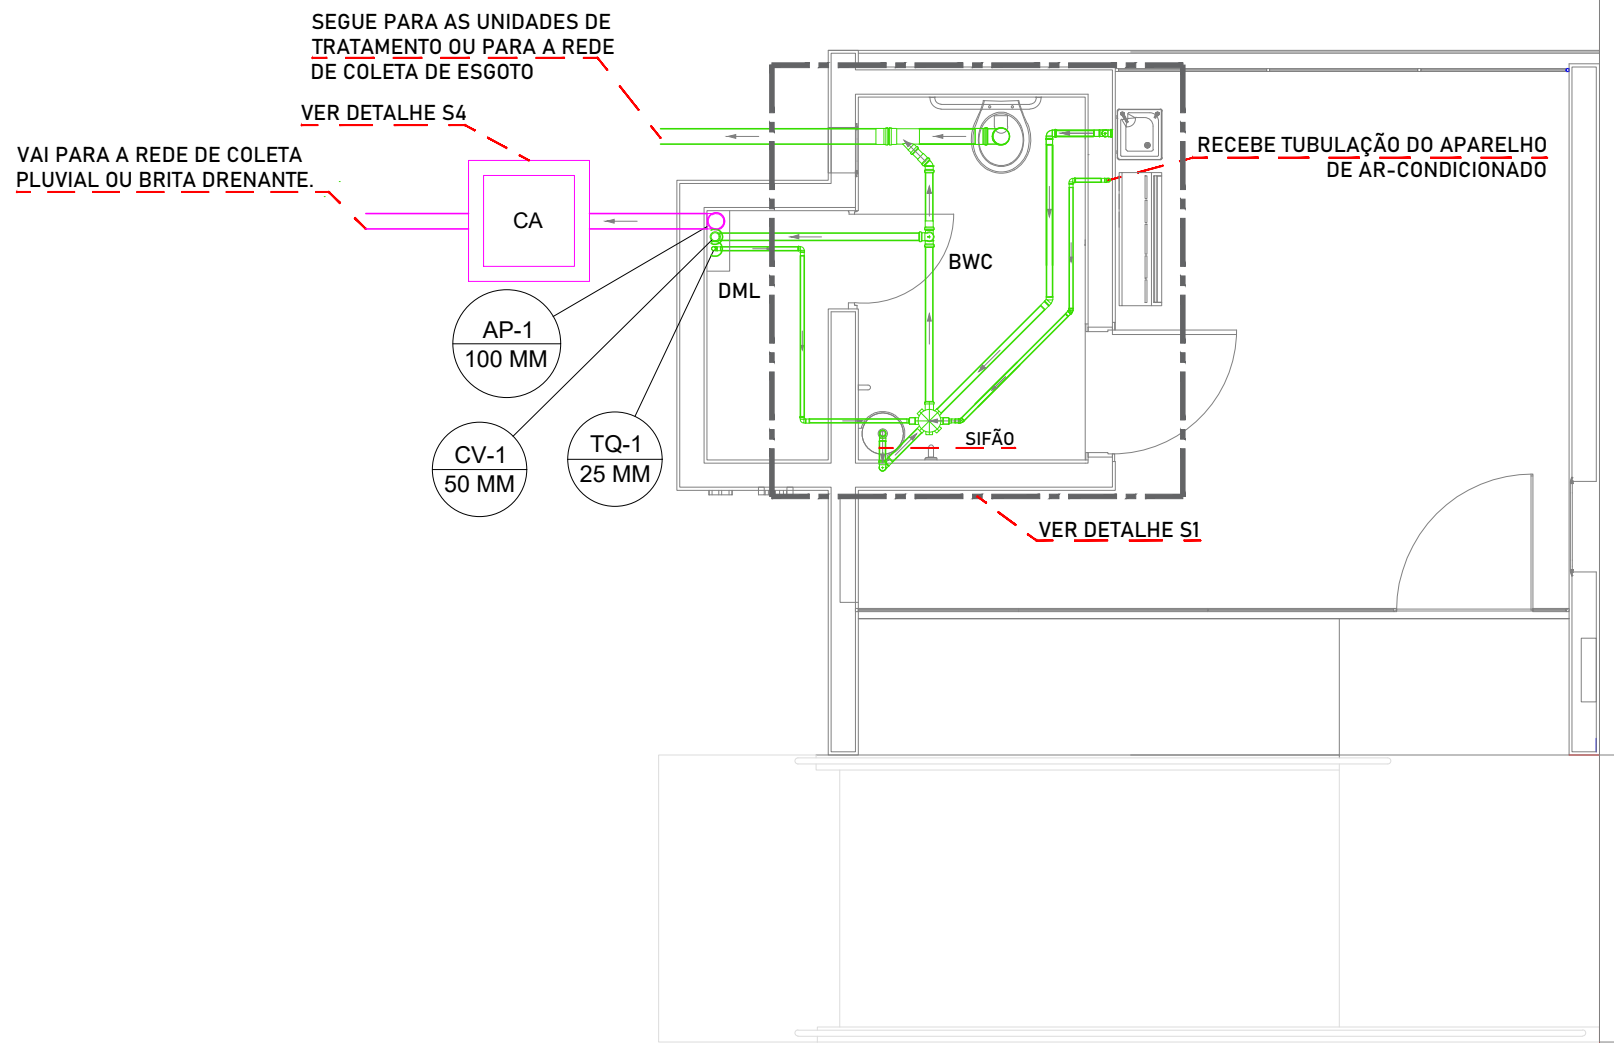 SEGUE PARA AS UNIDADES DE
TRATAMENTO OU PARA A REDE
DE COLETA DE ESGOTO
VER DETALHE S4
VAI PARA A REDE DE COLETA
PLUVIAL OU BRITA DRENANTE.
RECEBE TUBULAÇÃO DO APARELHO
DE AR-CONDICIONADO
CA
BWC
DML
AP-1
100 MM
CV-1
50 MM
TQ-1
25 MM
SIFÃO
VER DETALHE S1